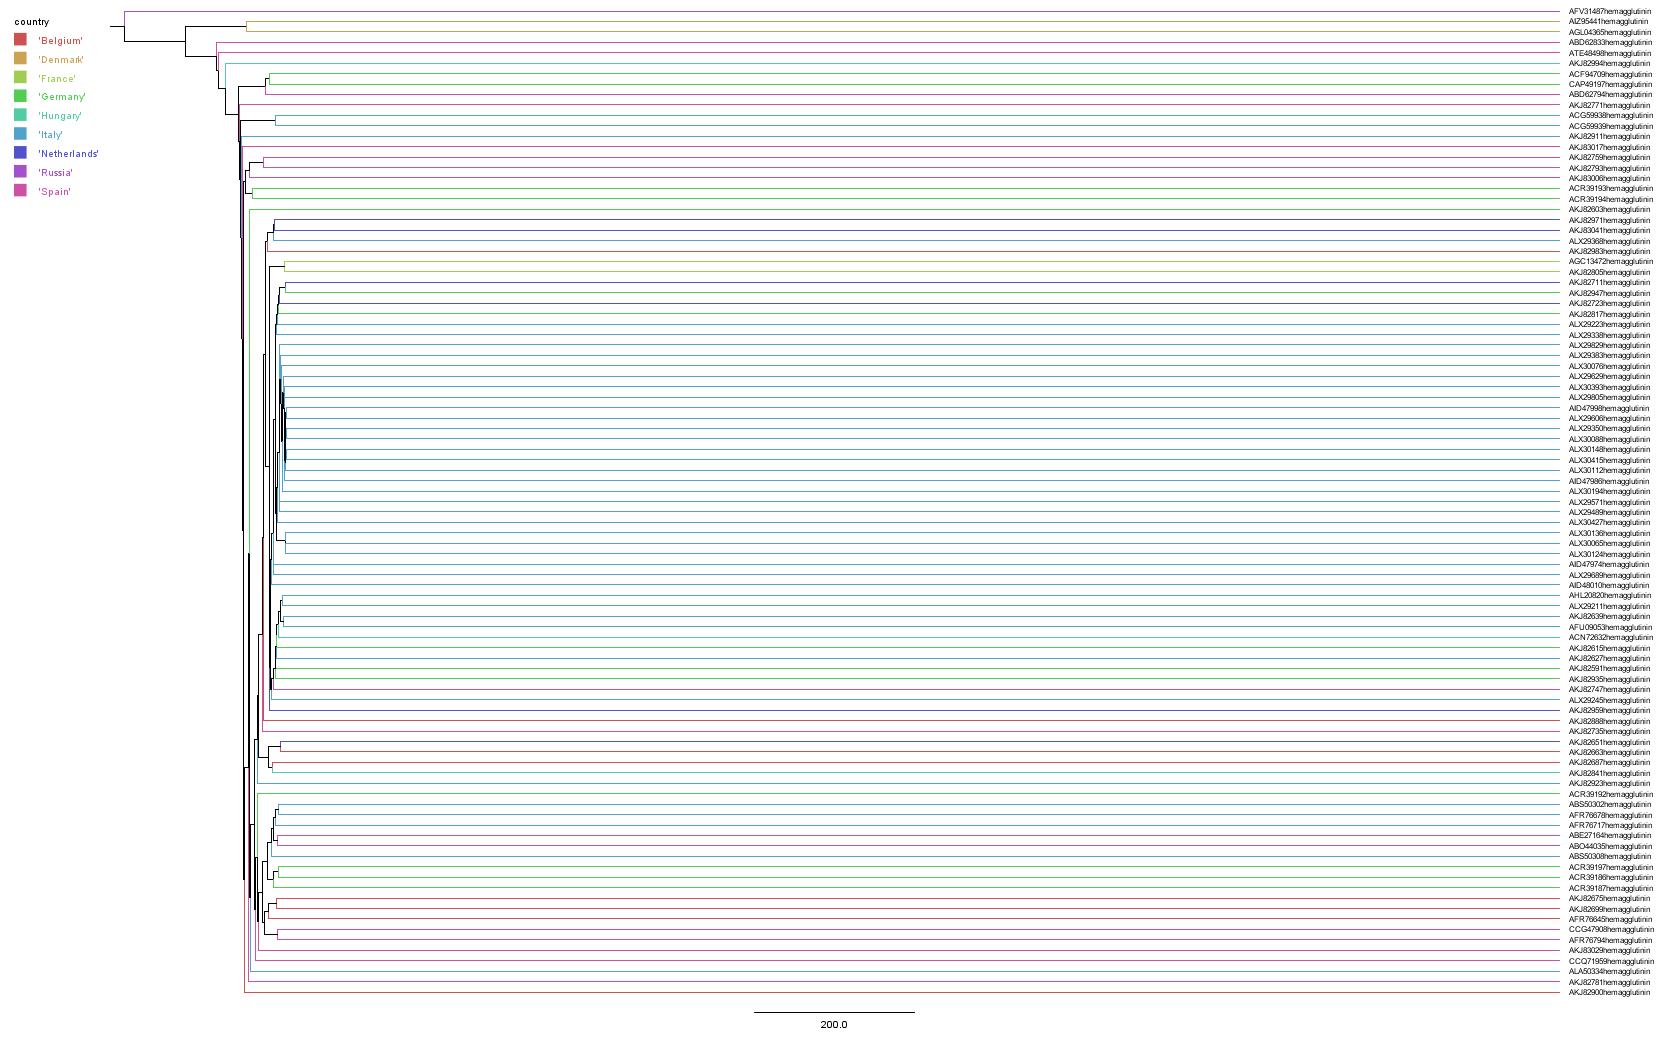 country
'Belgium'
'Denmark'
'France'
'Germany'
'Hungary'
'Italy'
'Netherlands'
'Russia'
'Spain'
AFV31487hemagglutinin
AIZ95441hemagglutinin
AGL04365hemagglutinin
ABD62833hemagglutinin
ATE48498hemagglutinin
AKJ82994hemagglutinin
ACF94709hemagglutinin
CAP49197hemagglutinin
ABD62794hemagglutinin
AKJ82771hemagglutinin
ACG59938hemagglutinin
ACG59939hemagglutinin
AKJ82911hemagglutinin
AKJ83017hemagglutinin
AKJ82759hemagglutinin
AKJ82793hemagglutinin
AKJ83006hemagglutinin
ACR39193hemagglutinin
ACR39194hemagglutinin
AKJ82603hemagglutinin
AKJ82971hemagglutinin
AKJ83041hemagglutinin
ALX29368hemagglutinin
AKJ82983hemagglutinin
AGC13472hemagglutinin
AKJ82805hemagglutinin
AKJ82711hemagglutinin
AKJ82947hemagglutinin
AKJ82723hemagglutinin
AKJ82817hemagglutinin
ALX29223hemagglutinin
ALX29338hemagglutinin
ALX29829hemagglutinin
ALX29383hemagglutinin
ALX30076hemagglutinin
ALX29629hemagglutinin
ALX30393hemagglutinin
ALX29805hemagglutinin
AID47998hemagglutinin
ALX29606hemagglutinin
ALX29350hemagglutinin
ALX30088hemagglutinin
ALX30148hemagglutinin
ALX30415hemagglutinin
ALX30112hemagglutinin
AID47986hemagglutinin
ALX30194hemagglutinin
ALX29571hemagglutinin
ALX29489hemagglutinin
ALX30427hemagglutinin
ALX30136hemagglutinin
ALX30065hemagglutinin
ALX30124hemagglutinin
AID47974hemagglutinin
ALX29689hemagglutinin
AID48010hemagglutinin
AHL20820hemagglutinin
ALX29211hemagglutinin
AKJ82639hemagglutinin
AFU09053hemagglutinin
ACN72632hemagglutinin
AKJ82615hemagglutinin
AKJ82627hemagglutinin
AKJ82591hemagglutinin
AKJ82935hemagglutinin
AKJ82747hemagglutinin
ALX29245hemagglutinin
AKJ82959hemagglutinin
AKJ82888hemagglutinin
AKJ82735hemagglutinin
AKJ82651hemagglutinin
AKJ82663hemagglutinin
AKJ82687hemagglutinin
AKJ82841hemagglutinin
AKJ82923hemagglutinin
ACR39192hemagglutinin
ABS50302hemagglutinin
AFR76678hemagglutinin
AFR76717hemagglutinin
ABE27164hemagglutinin
ABO44035hemagglutinin
ABS50308hemagglutinin
ACR39197hemagglutinin
ACR39186hemagglutinin
ACR39187hemagglutinin
AKJ82675hemagglutinin
AKJ82699hemagglutinin
AFR76645hemagglutinin
CCG47908hemagglutinin
AFR76794hemagglutinin
AKJ83029hemagglutinin
CCQ71959hemagglutinin
ALA50334hemagglutinin
AKJ82781hemagglutinin
AKJ82900hemagglutinin
200.0